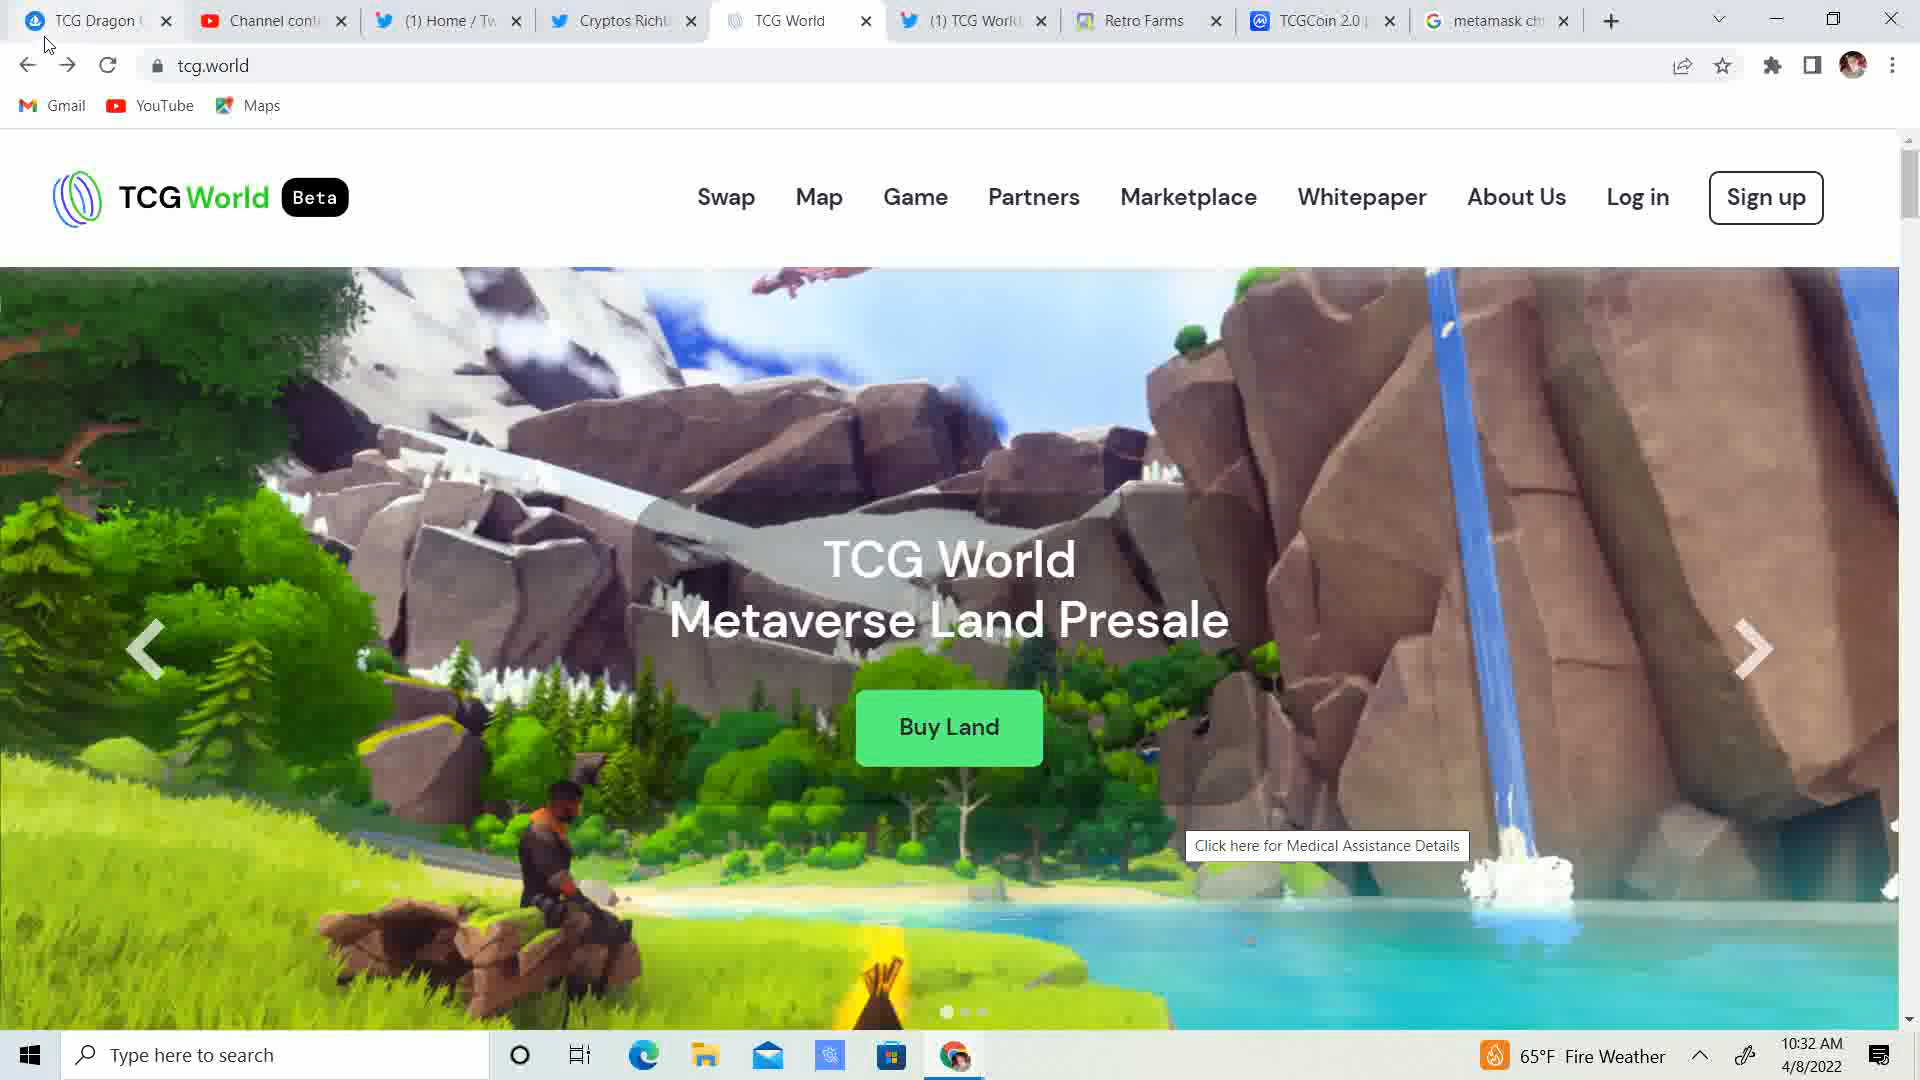 TCG Dragon
Channel cont
(1) Home / Tw
Cryptos Rich
TCG World
(1) TCG World
Retro Farms
TCGCoin 2.0
metamask ch
tcg.world
Gmail
YouTube
Maps
TCG World Beta
Swap
Map
Game
Partners
Marketplace
Whitepaper
About Us
Log in
Sign up
TCG World
Metaverse Land Presale
Buy Land
Click here for Medical Assistance Details
Type here to search
65°F Fire Weather
10:32 AM
4/8/2022